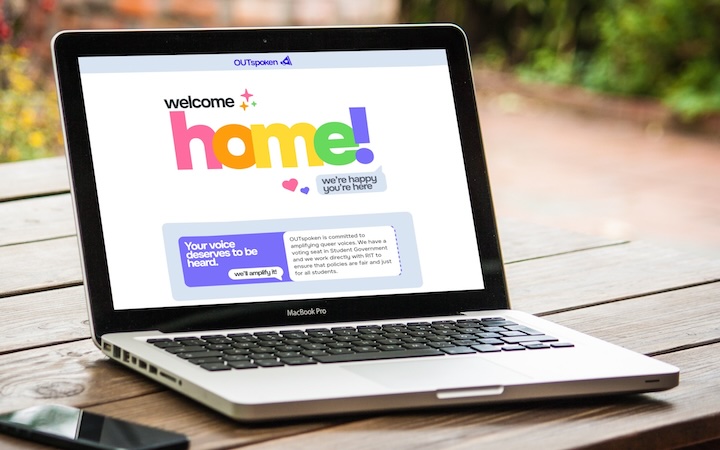 OUTspoken
welcome
home!
we're happy
you're here
Your voice
deserves to be
heard.
we'll amplify it!
OUTspoken is committed to
amplifying queer voices. We have a
voting seat in Student Government
and we work directly with RIT to
ensure that policies are fair and just
for all students.
MacBook Pro